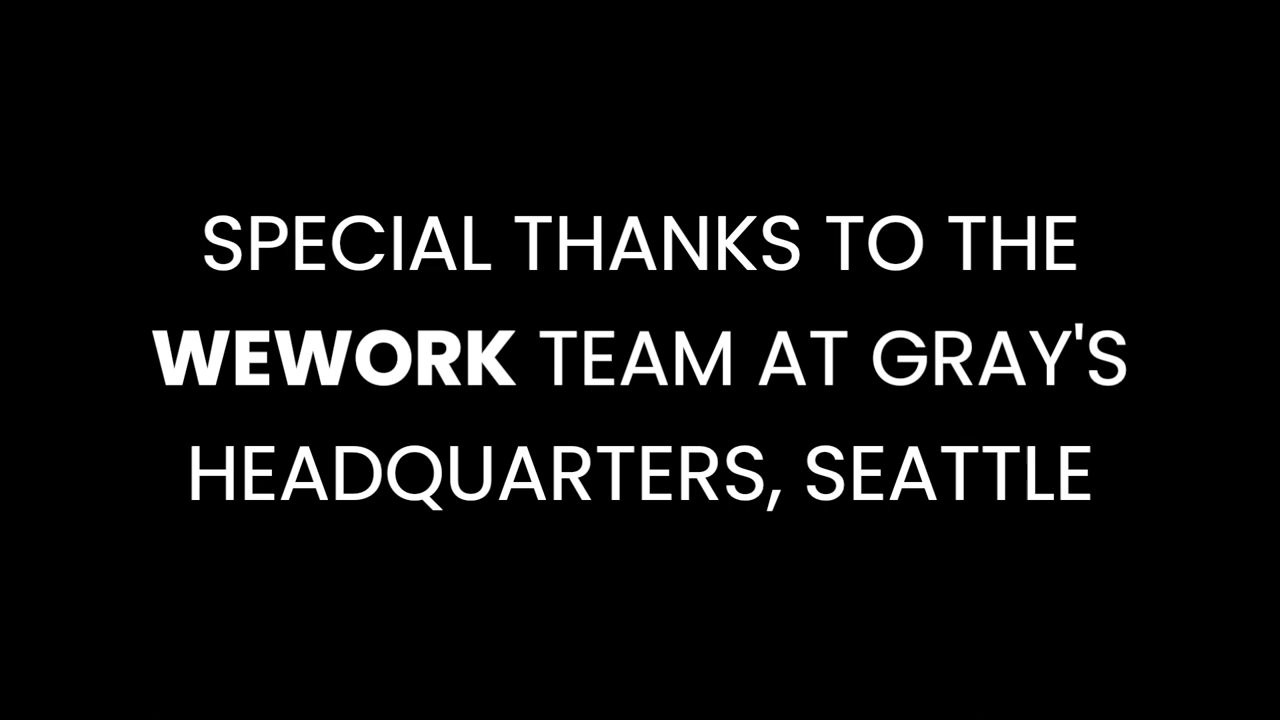 SPECIAL THANKS TO THE
WEWORK TEAM AT GRAY'S
HEADQUARTERS, SEATTLE